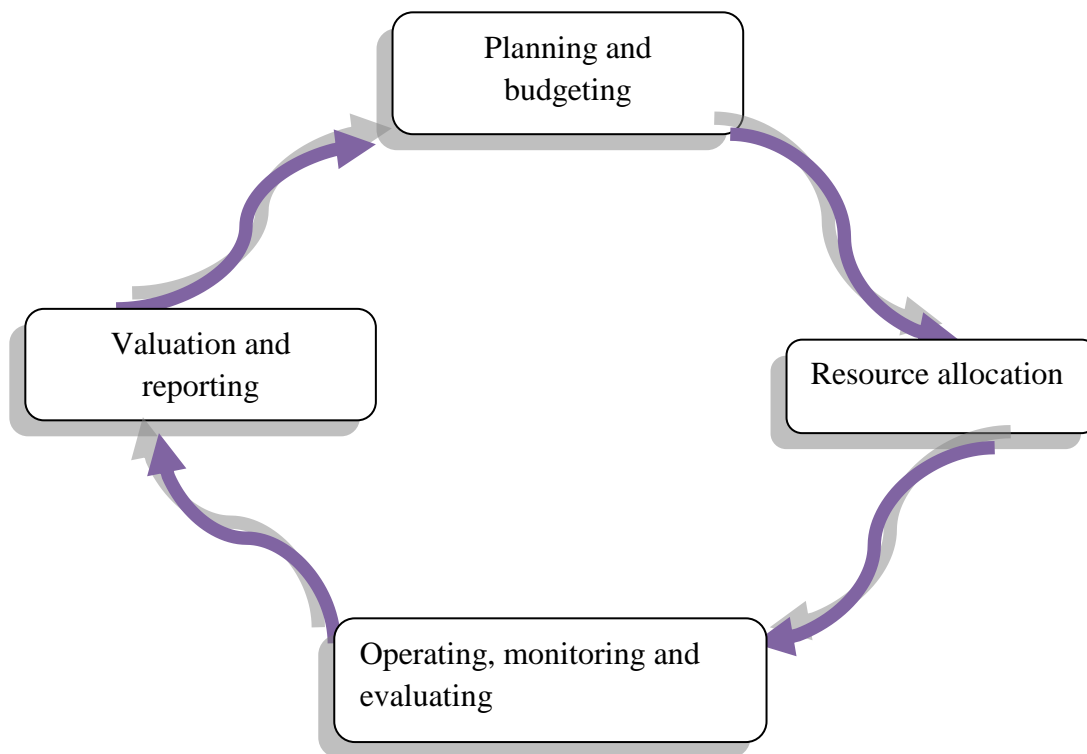 Planning and
budgeting
Valuation and
reporting
Resource allocation
Operating, monitoring and
evaluating